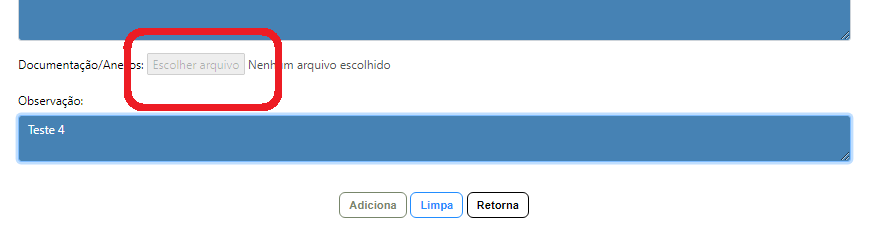 Documentação/Anexos: Escolher arquivo Nenhum arquivo escolhido
Observação:
Teste 4
Adiciona Limpa Retorna